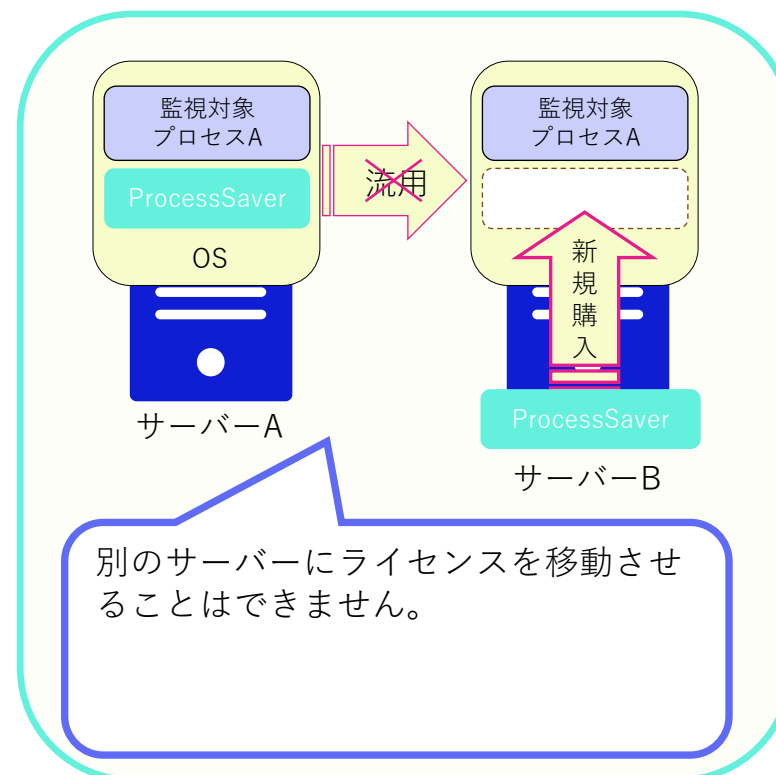 監視対象
プロセスA
ProcessSaver
OS
サーバーA
流用
監視対象
プロセスA
新
規
購
入
ProcessSaver
サーバーB
別のサーバーにライセンスを移動させ
ることはできません。